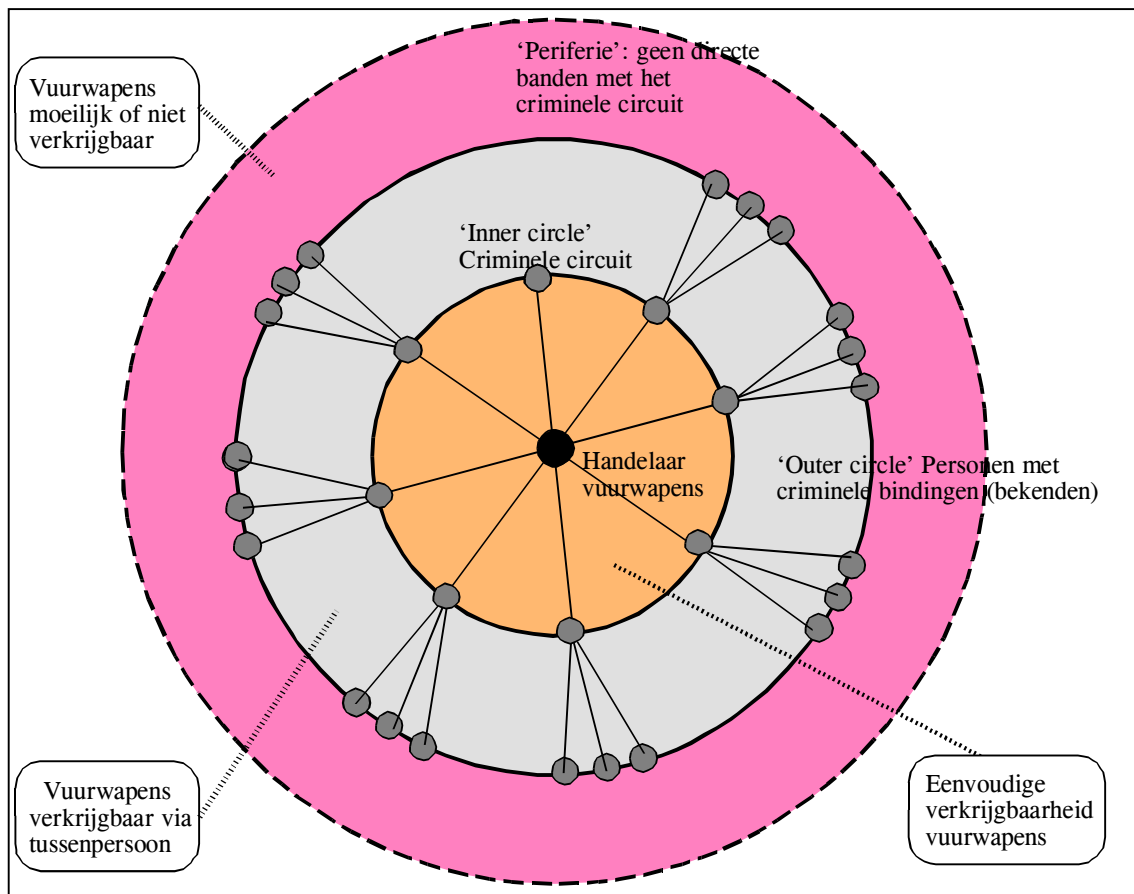 ‘Periferie’: geen directe
banden met het
criminele circuit
Vuurwapens
moeilijk of niet
verkrijgbaar
‘Inner circle’
Criminele circuit
Handelaar
vuurwapens
‘Outer circle’ Personen met
criminele bindingen (bekenden)
Vuurwapens
verkrijgbaar via
tussenpersoon
Eenvoudige
verkrijgbaarheid
vuurwapens